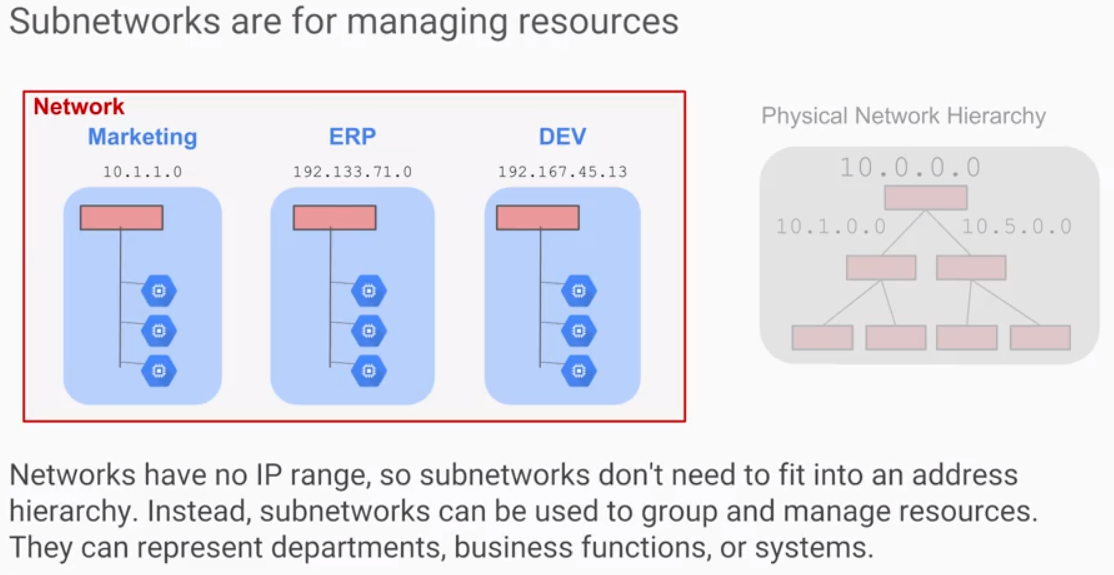 Subnetworks are for managing resources
Network
Marketing
ERP
DEV
10.1.1.0
192.133.71.0
192.167.45.13
Physical Network Hierarchy
10.0.0.0
10.1.0.0
10.5.0.0
Networks have no IP range, so subnetworks don't need to fit into an address
hierarchy. Instead, subnetworks can be used to group and manage resources.
They can represent departments, business functions, or systems.